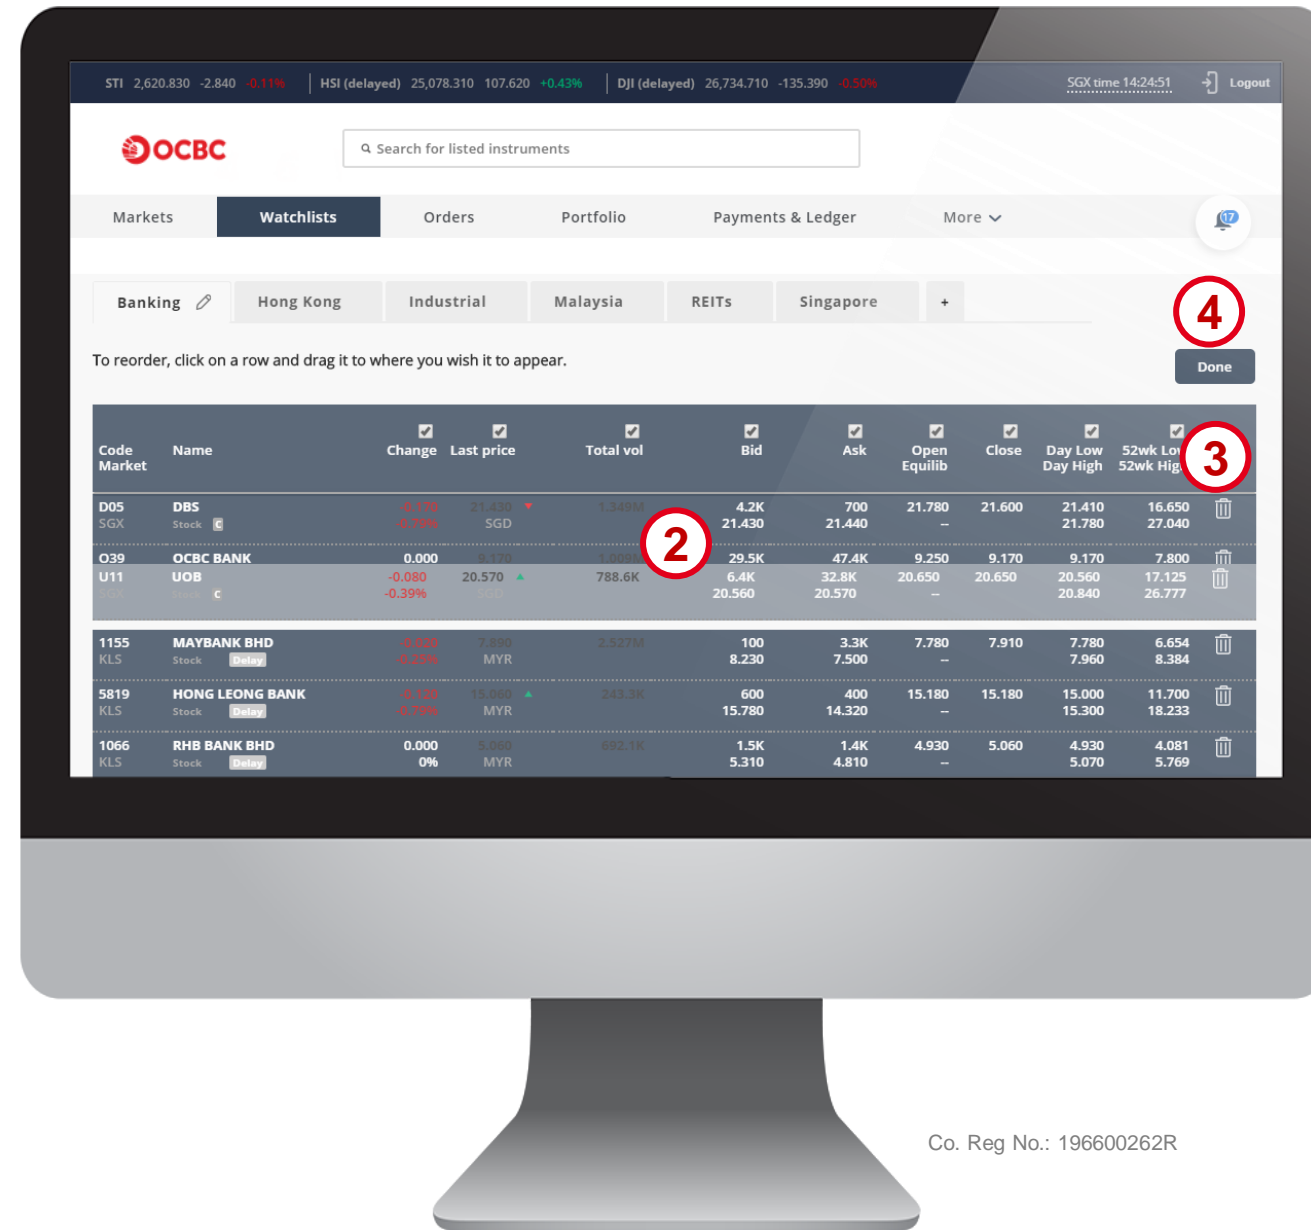 STI 2,620.830 -2.840 -0.11% HSI (delayed) 25,078.310 107.620 +0.43% DJI (delayed) 26,734.710 -135.390 -0.50% SGX time 14:24:51 Logout
OCBC Search for listed instruments
Markets Watchlists Orders Portfolio Payments & Ledger More 17
Banking Hong Kong Industrial Malaysia REITs Singapore +
4
To reorder, click on a row and drag it to where you wish it to appear.
Done
Code Name Change Last price Total vol Bid Ask Open Close Day Low 52wk
Market Equilib Day High 52wk
3
D05 DBS -0.170 21.430 1.349M 4.2K 700 21.780 21.600 21.410 16.650
SGX Stock C -0.79% SGD 21.430 21.440 -- 21.780 27.040
2
O39 OCBC BANK 0.000 9.170 29.5K 47.4K 9.250 9.170 9.170 7.800
U11 UOB -0.080 20.570 788.6K 6.4K 32.8K 20.650 20.650 20.560 17.125
SGX Stock C -0.39% SGD 20.560 20.570 -- 20.840 26.777
1155 MAYBANK BHD 7.890 2.527M 100 3.3K 7.780 7.910 7.780 6.654
KLS Stock Delay MYR 8.230 7.500 -- 7.960 8.384
5819 HONG LEONG BANK -0.120 15.060 243.3K 600 400 15.180 15.180 15.000 11.700
KLS Stock Delay MYR 15.780 14.320 -- 15.300 18.233
1066 RHB BANK BHD 0.000 5.060 692.1K 1.5K 1.4K 4.930 5.060 4.930 4.081
KLS Stock Delay 0% MYR 5.310 4.810 -- 5.070 5.769
Co. Reg No.: 196600262R